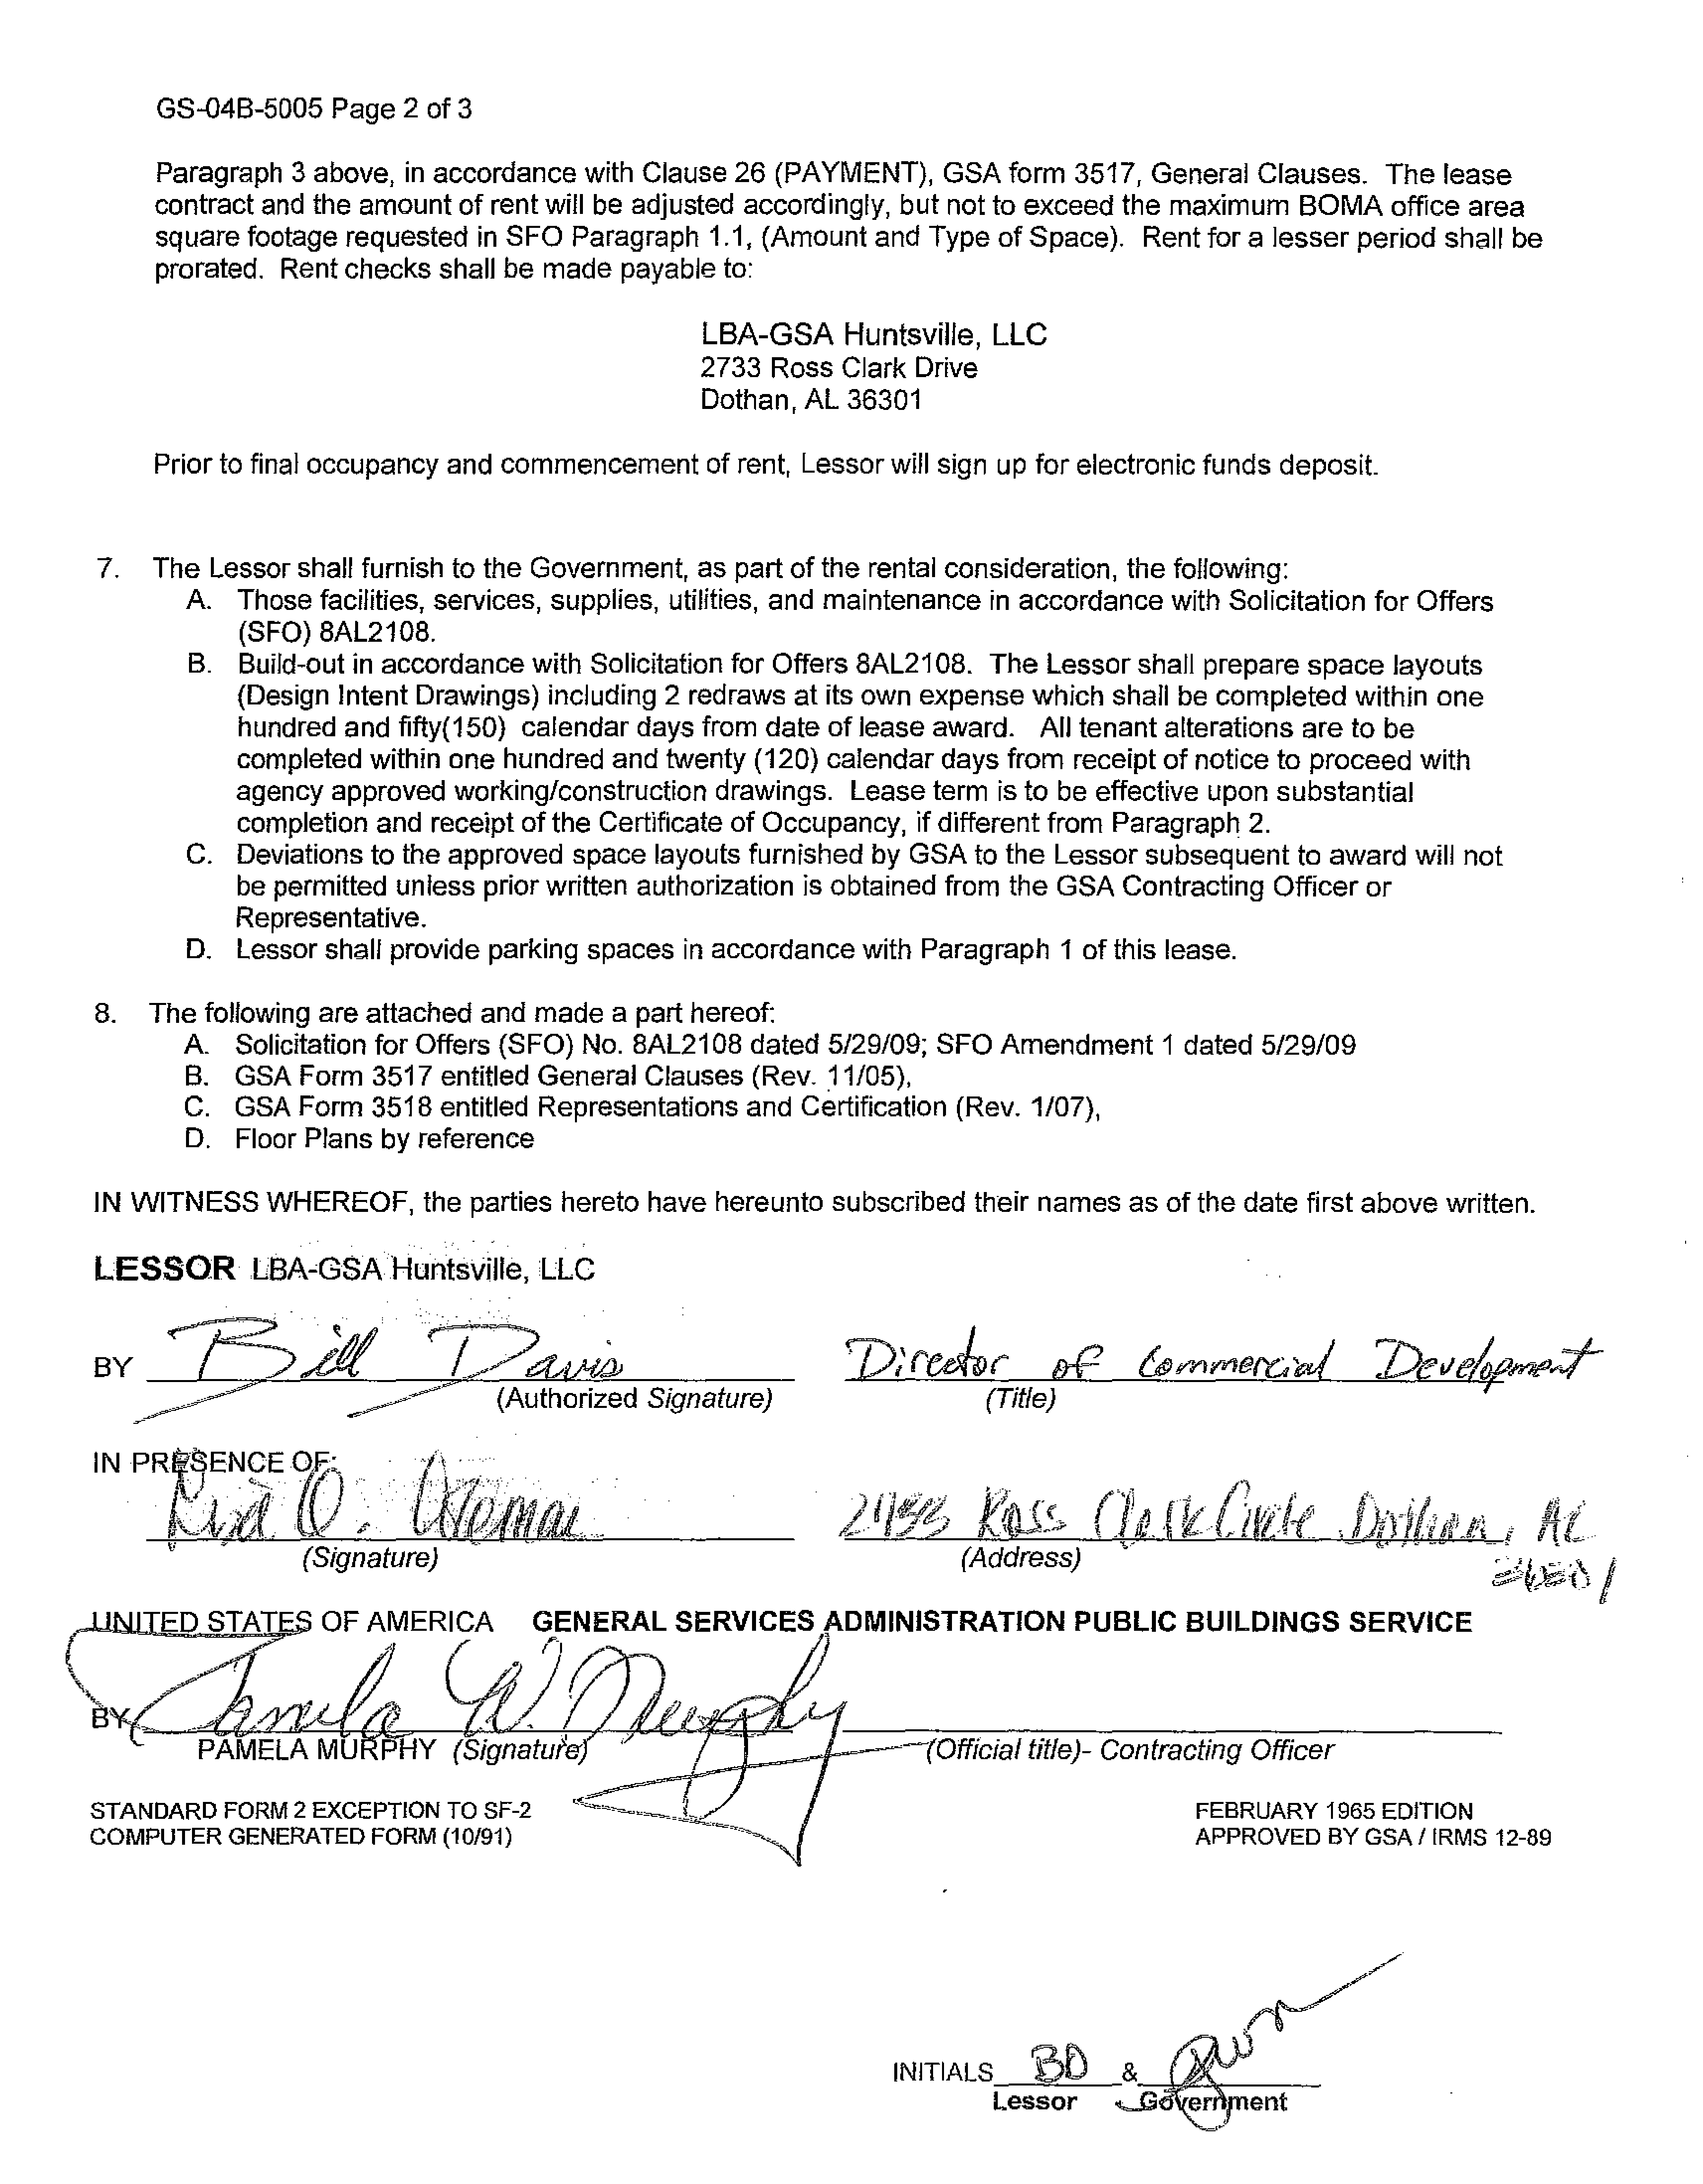 GS-04B-5005 Page 2 of 3
Paragraph 3 above, in accordance with Clause 26 (PAYMENT), GSA form 3517, General Clauses. The lease
contract and the amount of rent will be adjusted accordingly, but not to exceed the maximum BOMA office area
square footage requested in SFO Paragraph 1.1, (Amount and Type of Space). Rent for a lesser period shall be
prorated. Rent checks shall be made payable to:
LBA-GSA Huntsville, LLC
2733 Ross Clark Drive
Dothan, AL 36301
Prior to final occupancy and commencement of rent, Lessor will sign up for electronic funds deposit.
7. The Lessor shall furnish to the Government, as part of the rental consideration, the following:
A. Those facilities, services, supplies, utilities, and maintenance in accordance with Solicitation for Offers
(SFO) 8AL2108.
B. Build-out in accordance with Solicitation for Offers 8AL2108. The Lessor shall prepare space layouts
(Design Intent Drawings) including 2 redraws at its own expense which shall be completed within one
hundred and fifty(150) calendar days from date of lease award. All tenant alterations are to be
completed within one hundred and twenty (120) calendar days from receipt of notice to proceed with
agency approved working/construction drawings. Lease term is to be effective upon substantial
completion and receipt of the Certificate of Occupancy, if different from Paragraph 2.
C. Deviations to the approved space layouts furnished by GSA to the Lessor subsequent to award will not
be permitted unless prior written authorization is obtained from the GSA Contracting Officer or
Representative.
D. Lessor shall provide parking spaces in accordance with Paragraph 1 of this lease.
8. The following are attached and made a part hereof:
A. Solicitation for Offers (SFO) No. 8AL2108 dated 5/29/09; SFO Amendment 1 dated 5/29/09
B. GSA Form 3517 entitled General Clauses (Rev. 11/05),
C. GSA Form 3518 entitled Representations and Certification (Rev. 1/07),
D. Floor Plans by reference
IN WITNESS WHEREOF, the parties hereto have hereunto subscribed their names as of the date first above written.
LESSOR LBA-GSA Huntsville, LLC
BY Bill Davis Director of Commercial Development
(Authorized Signature) (Title)
IN PRESENCE OF:
Ross Clark Circle Dothan, AL
(Signature) (Address)
UNITED STATES OF AMERICA GENERAL SERVICES ADMINISTRATION PUBLIC BUILDINGS SERVICE
BY Pamela W. Murphy
PAMELA MURPHY (Signature) (Official title)- Contracting Officer
STANDARD FORM 2 EXCEPTION TO SF-2 FEBRUARY 1965 EDITION
COMPUTER GENERATED FORM (10/91) APPROVED BY GSA / IRMS 12-89
INITIALS BD &
Lessor Government